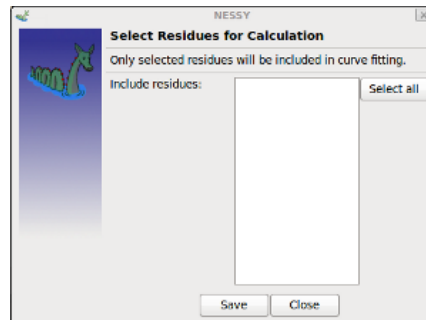 NESSY
Select Residues for Calculation
Only selected residues will be included in curve fitting.
Include residues:
Select all
Save
Close